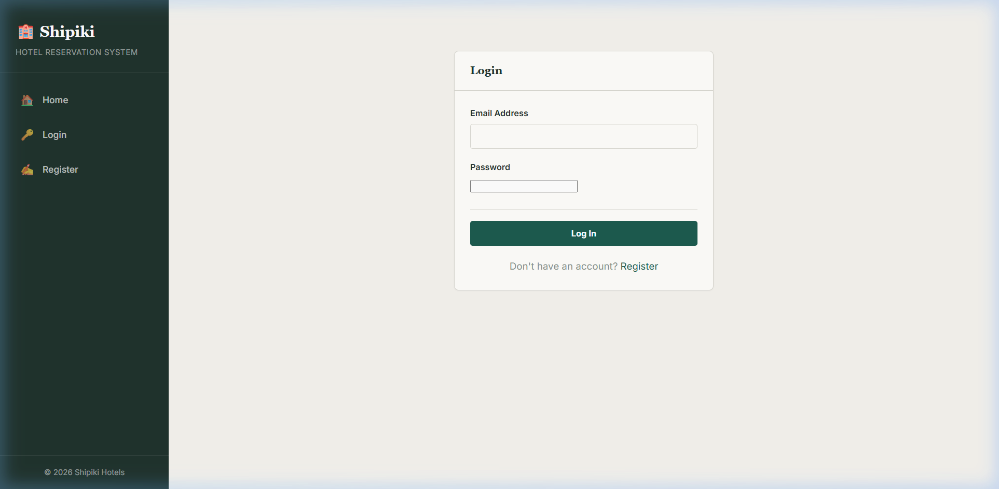 Shipiki
HOTEL RESERVATION SYSTEM
Home
Login
Register
© 2026 Shipiki Hotels
Login
Email Address
Password
Log In
Don't have an account? Register